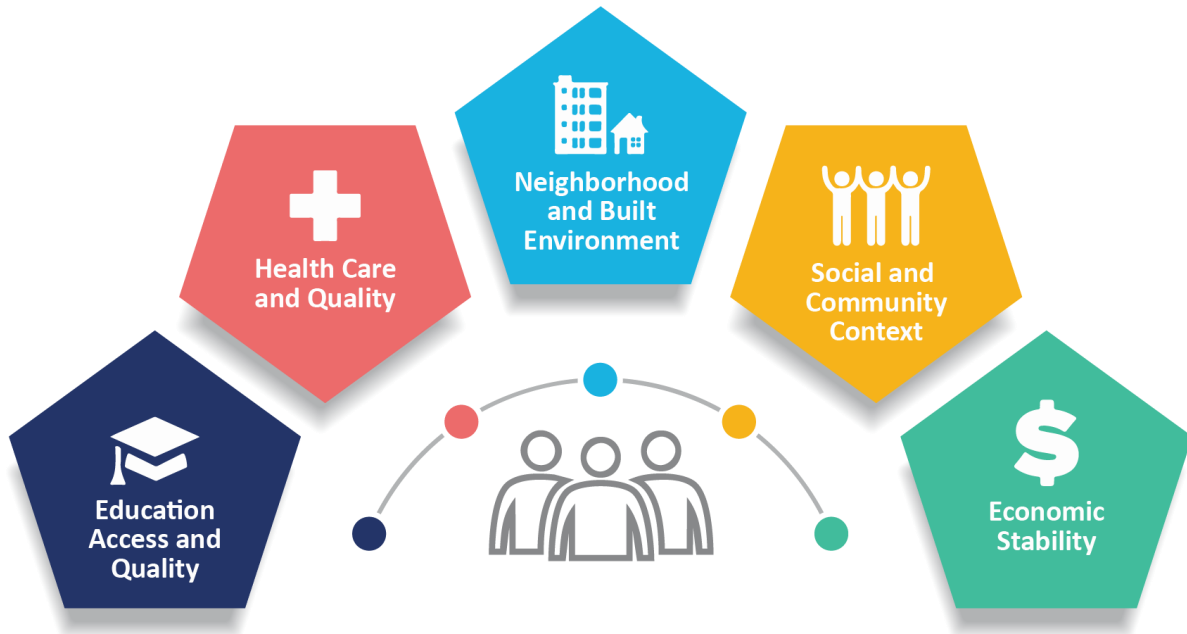 Education
Access and
Quality
Health Care
and Quality
Neighborhood
and Built
Environment
Social and
Community
Context
$
Economic
Stability